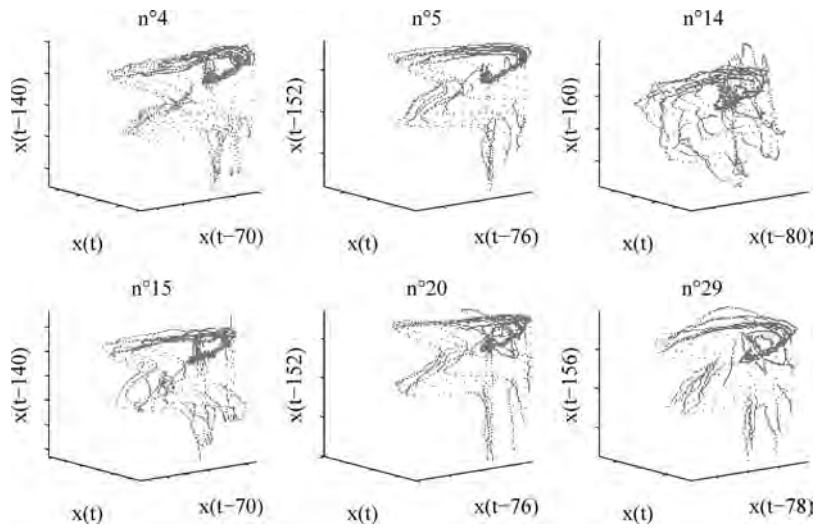 n°4
n°5
n°14
x(t−140)
x(t−152)
x(t−160)
x(t)
x(t−70)
x(t)
x(t−76)
x(t)
x(t−80)
n°15
n°20
n°29
x(t−140)
x(t−152)
x(t−156)
x(t)
x(t−70)
x(t)
x(t−76)
x(t)
x(t−78)